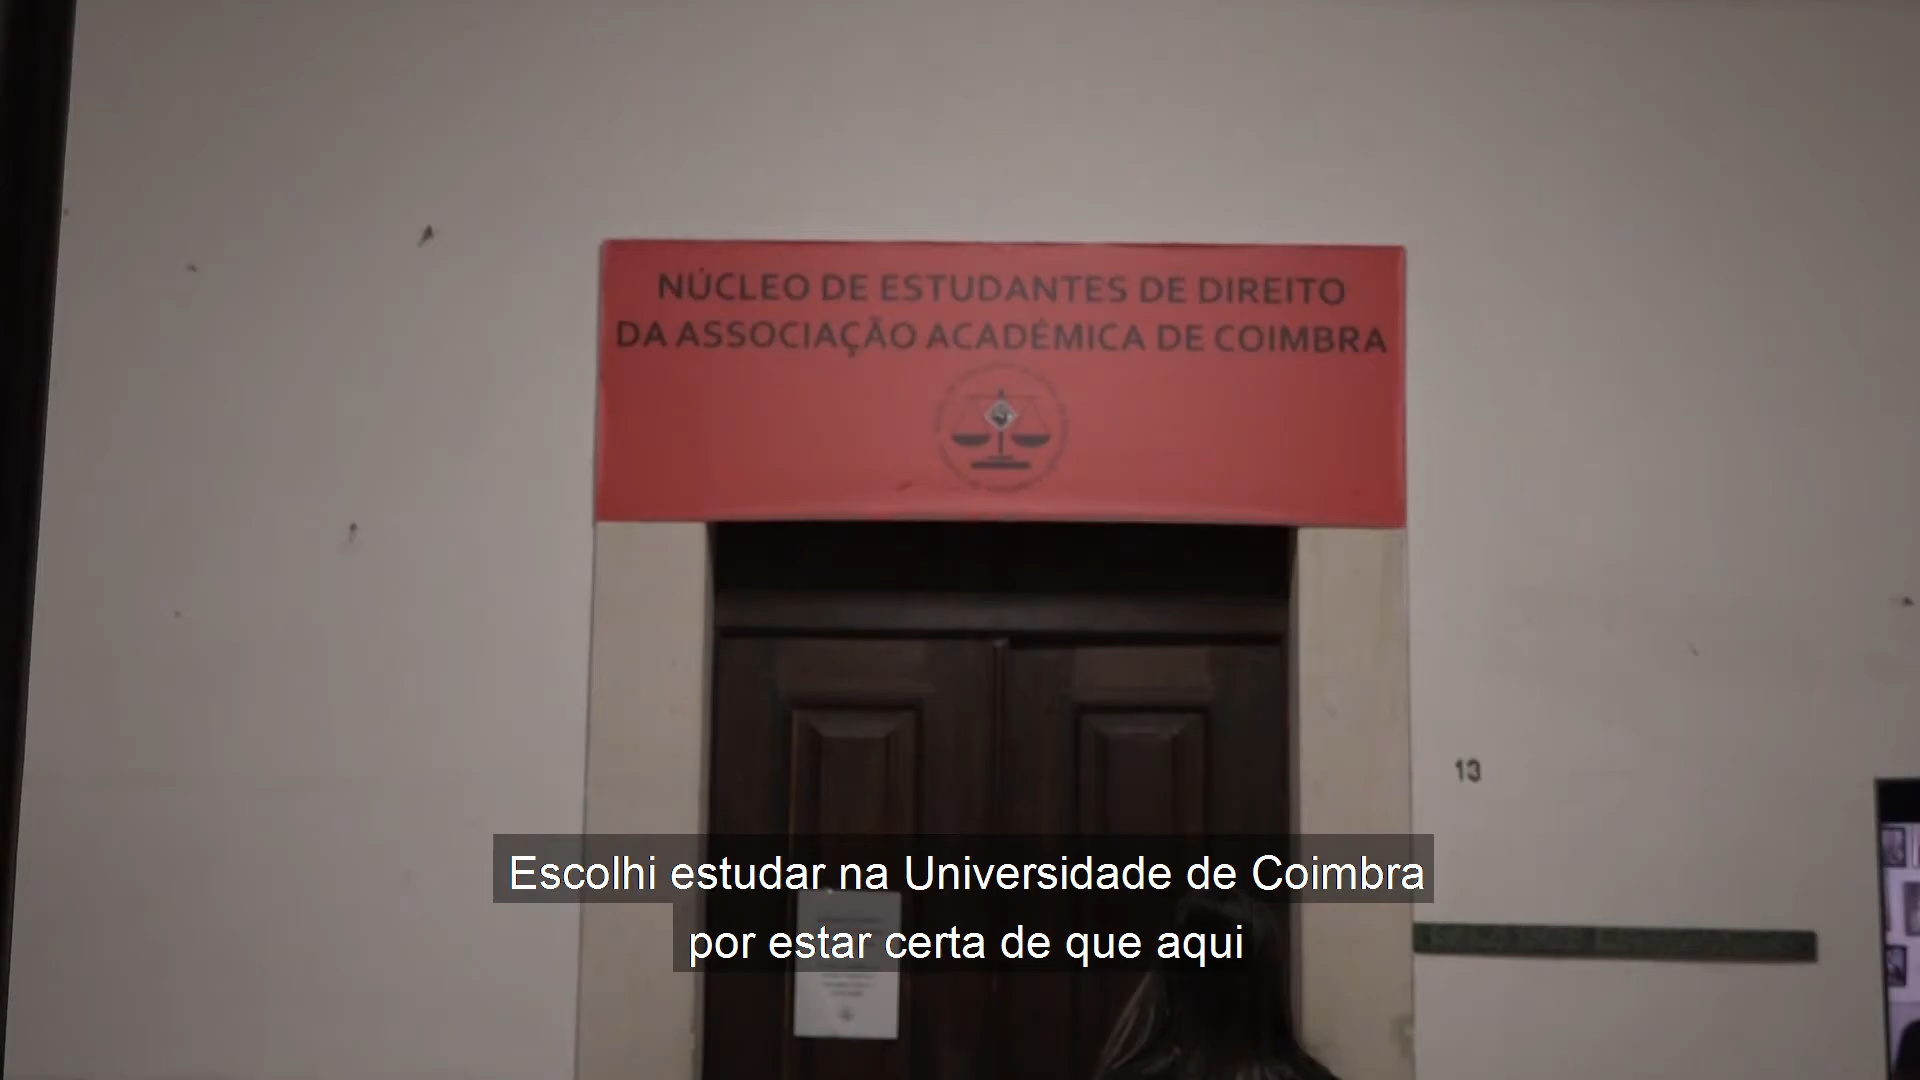 NÚCLEO DE ESTUDANTES DE DIREITO
DA ASSOCIAÇÃO ACADÉMICA DE COIMBRA
13
Escolhi estudar na Universidade de Coimbra
por estar certa de que aqui